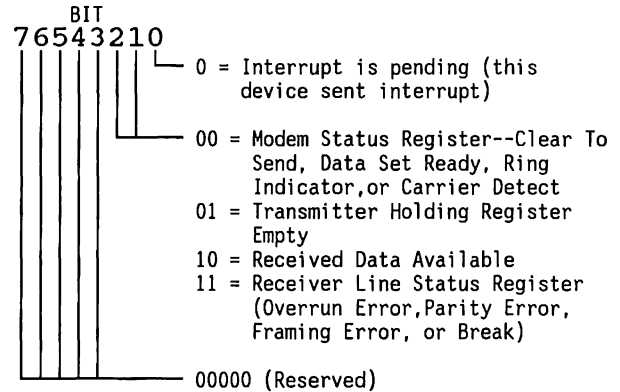 BIT
76543210
0 = Interrupt is pending (this
device sent interrupt)
00 = Modem Status Register--Clear To
Send, Data Set Ready, Ring
Indicator,or Carrier Detect
01 = Transmitter Holding Register
Empty
10 = Received Data Available
11 = Receiver Line Status Register
(Overrun Error,Parity Error,
Framing Error, or Break)
00000 (Reserved)